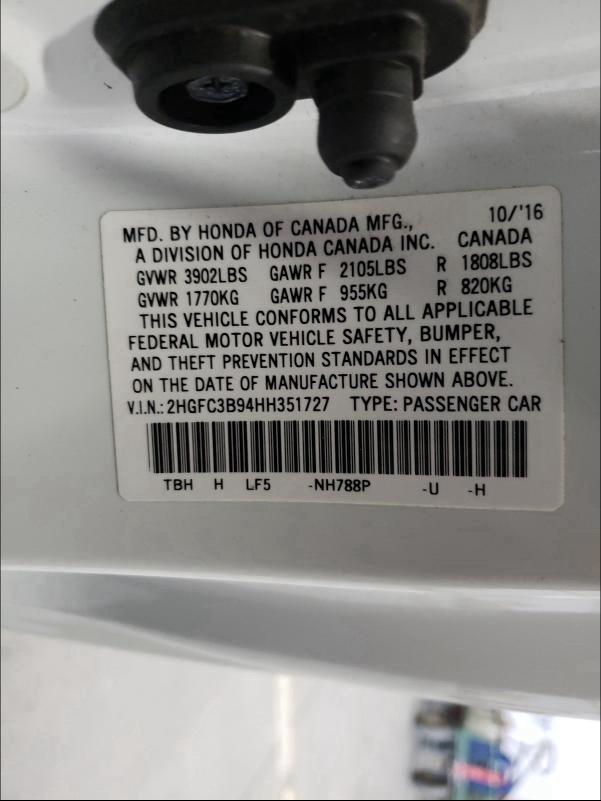 MFD. BY HONDA OF CANADA MFG., 10/'16
A DIVISION OF HONDA CANADA INC. CANADA
GVWR 3902LBS GAWR F 2105LBS R 1808LBS
GVWR 1770KG GAWR F 955KG R 820KG
THIS VEHICLE CONFORMS TO ALL APPLICABLE
FEDERAL MOTOR VEHICLE SAFETY, BUMPER,
AND THEFT PREVENTION STANDARDS IN EFFECT
ON THE DATE OF MANUFACTURE SHOWN ABOVE.
V.I.N.: 2HGFC3B94HH351727 TYPE: PASSENGER CAR
TBH H LF5 -NH788P -U -H